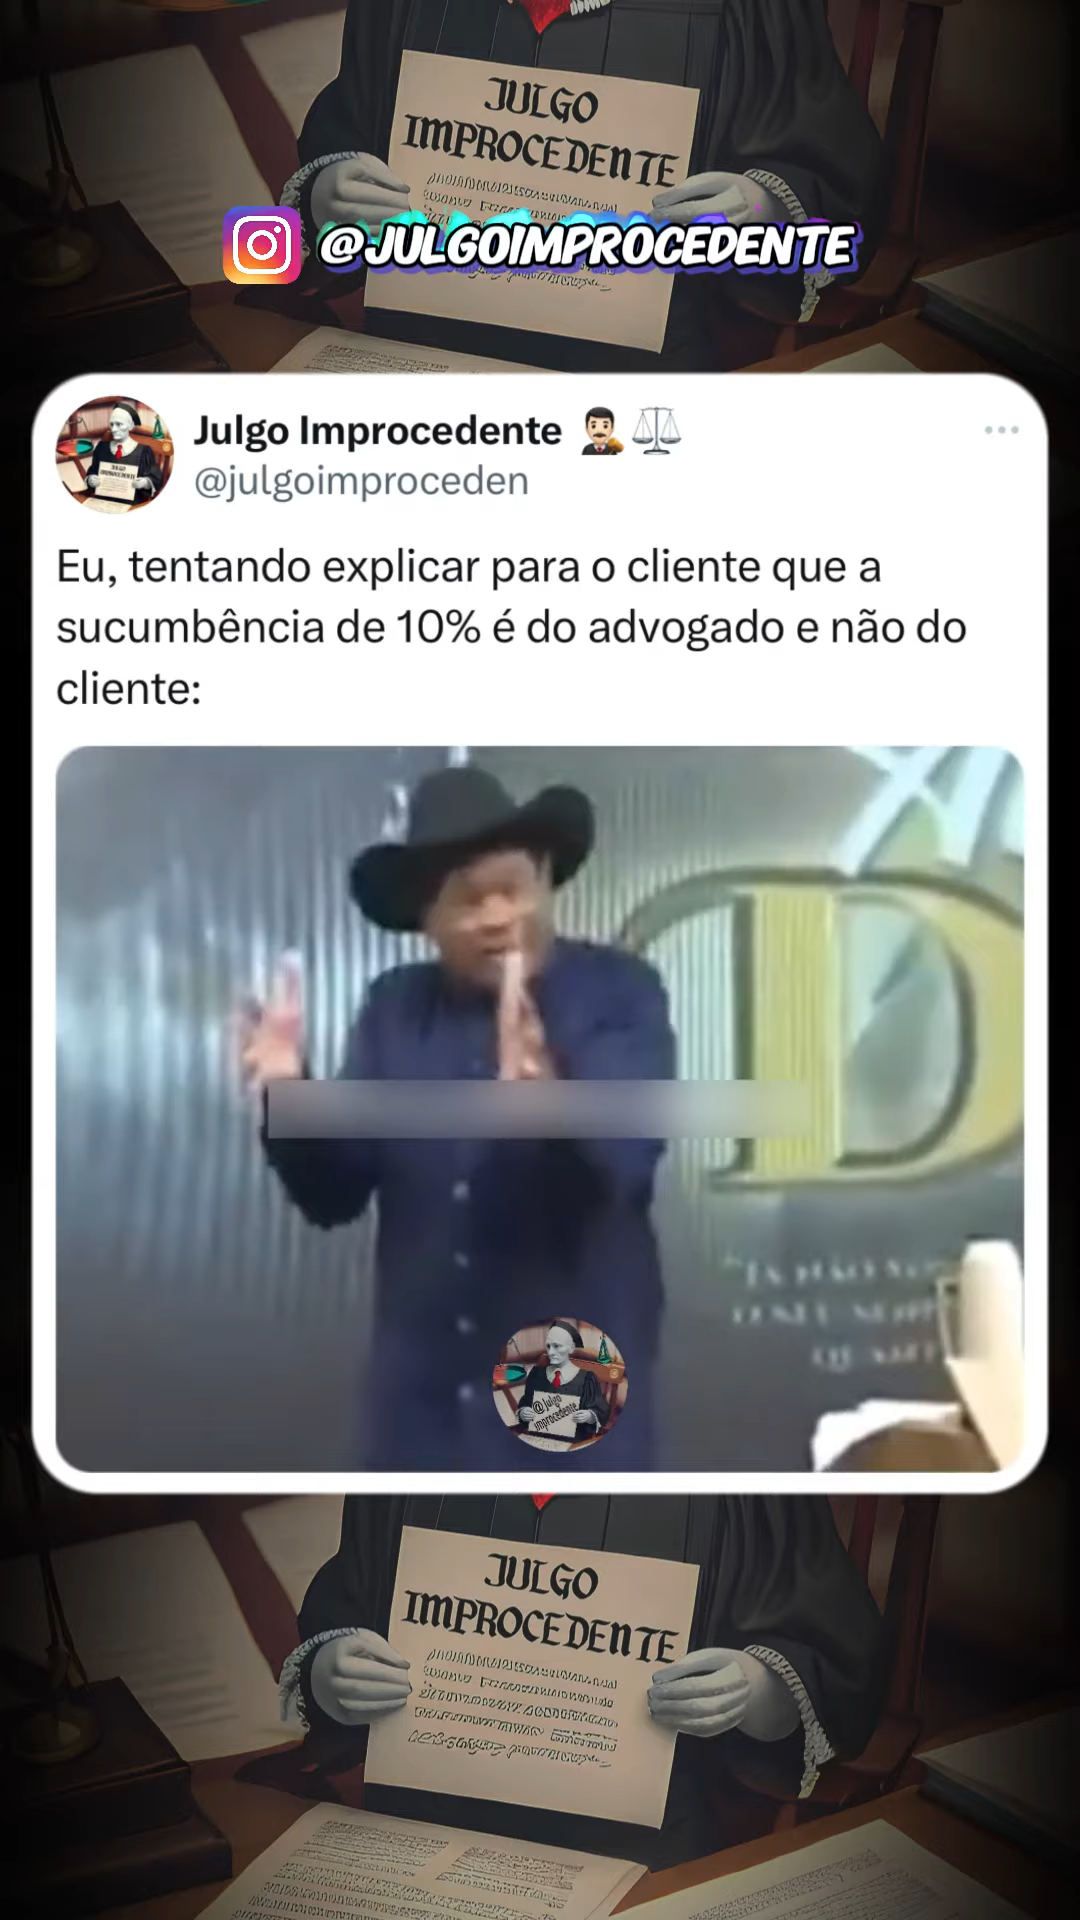 JULGO
IMPROCEDENTE
@JULGOIMPROCEDENTE
Julgo Improcedente
@julgoimproceden
Eu, tentando explicar para o cliente que a
sucumbência de 10% é do advogado e não do
cliente:
D
@Julgo
improcedente
JULGO
IMPROCEDENTE